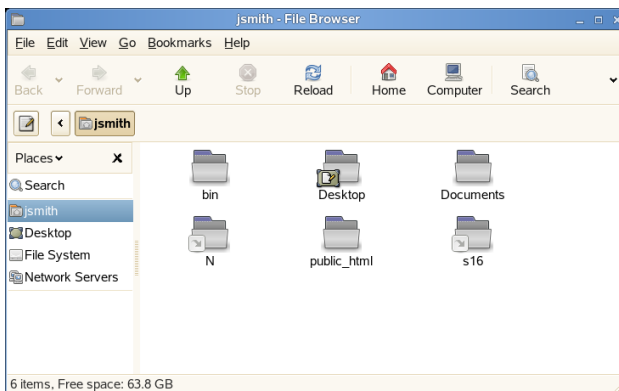 jsmith - File Browser
File Edit View Go Bookmarks Help
Back Forward Up Stop Reload Home Computer Search
jsmith
Places
Search
jsmith
Desktop
File System
Network Servers
bin Desktop Documents
N public_html s16
6 items, Free space: 63.8 GB